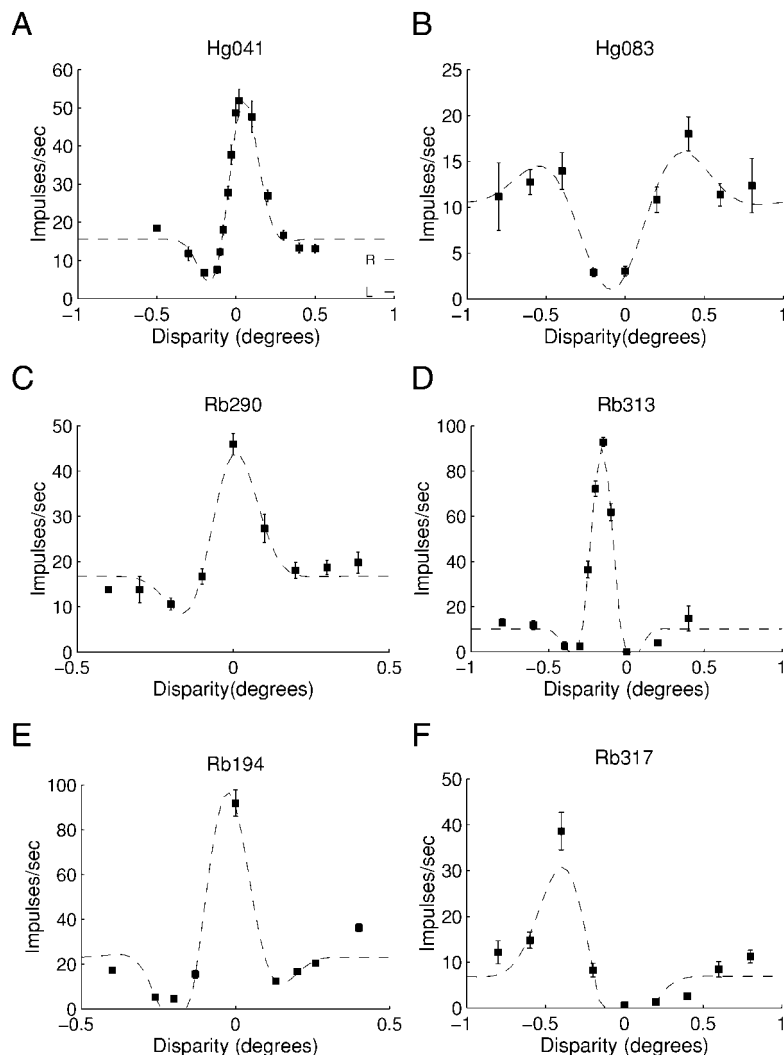 A
Hg041
60
50
40
30
20
10
0
Impulses/sec
R
L
−1
−0.5
0
0.5
1
Disparity (degrees)
B
Hg083
25
20
15
10
5
0
Impulses/sec
−1
−0.5
0
0.5
1
Disparity(degrees)
C
Rb290
50
40
30
20
10
0
Impulses/sec
−0.5
0
0.5
Disparity(degrees)
D
Rb313
100
80
60
40
20
0
Impulses/sec
−1
−0.5
0
0.5
1
Disparity (degrees)
E
Rb194
100
80
60
40
20
0
Impulses/sec
−0.5
0
0.5
Disparity (degrees)
F
Rb317
50
40
30
20
10
0
Impulses/sec
−1
−0.5
0
0.5
1
Disparity (degrees)